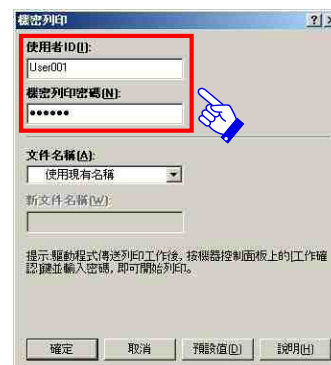 機密列印
使用者ID(I):
User001
機密列印密碼(N):
●●●●●●
文件名稱(A):
使用現有名稱
新文件名稱(W):
提示:驅動程式傳送列印工作後, 按機器控制面板上的[工作確
認]鍵並輸入密碼, 即可開始列印。
確定 取消 預設值(D) 說明(H)